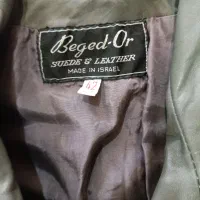 Beged-Or
SUEDE & LEATHER
MADE IN ISRAEL
42